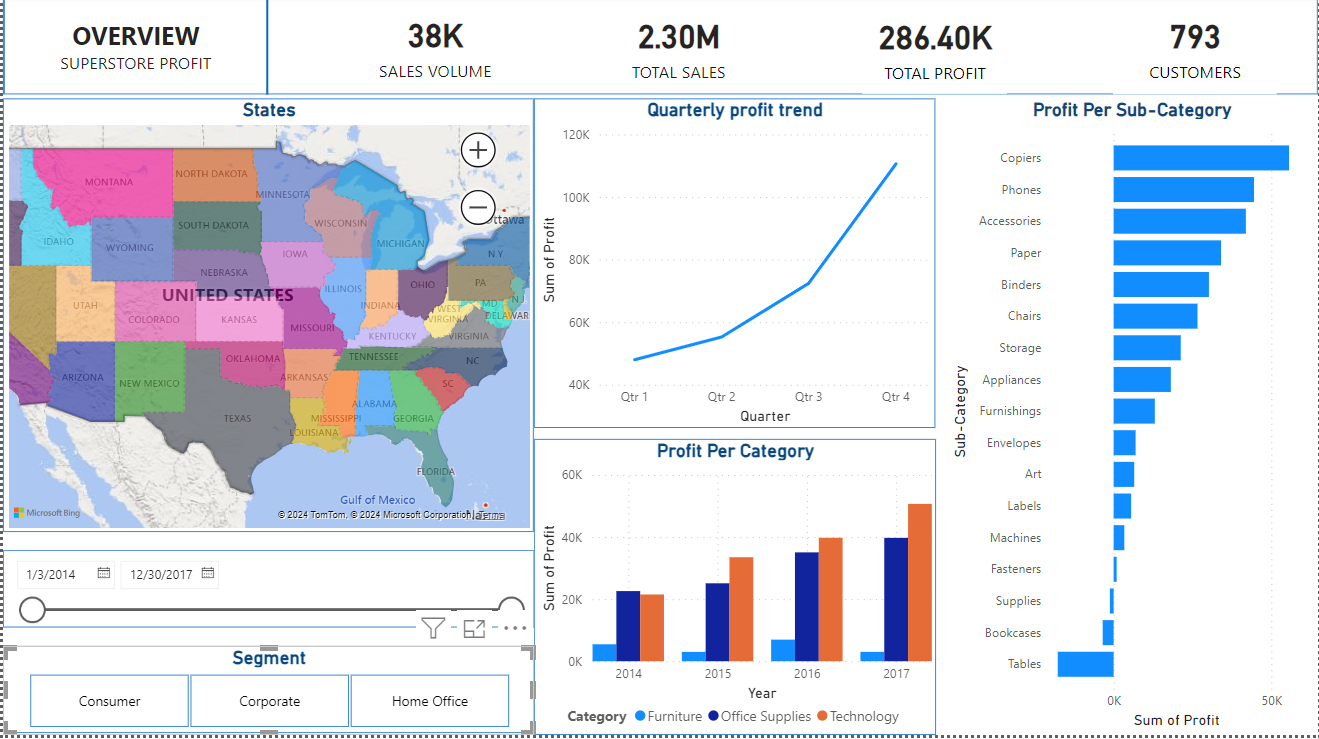 OVERVIEW
SUPERSTORE PROFIT
38K
SALES VOLUME
2.30M
TOTAL SALES
286.40K
TOTAL PROFIT
793
CUSTOMERS
States
MONTANA
NORTH DAKOTA
MINNESOTA
SOUTH DAKOTA
WISCONSIN
ttawa
IDAHO
WYOMING
MICHIGAN
N Y
IOWA
NEBRASKA
UNITED STATES
ILLINOIS
OHIO
PA
N J
UTAH
COLORADO
KANSAS
INDIANA
WEST
VIRGINIA
MD
DELAWAR
MISSOURI
KENTUCKY
VIRGINIA
TENNESSEE
NC
OKLAHOMA
ARKANSAS
ARIZONA
NEW MEXICO
SC
ALABAMA
MISSISSIPPI
GEORGIA
TEXAS
LOUISIANA
FLORIDA
Gulf of Mexico
Microsoft Bing
© 2024 TomTom, © 2024 Microsoft Corporation, Terms
1/3/2014
12/30/2017
Segment
Consumer
Corporate
Home Office
Quarterly profit trend
Sum of Profit
120K
100K
80K
60K
40K
Qtr 1
Qtr 2
Qtr 3
Qtr 4
Quarter
Profit Per Category
Sum of Profit
60K
40K
20K
0K
2014
2015
2016
2017
Year
Category
Furniture
Office Supplies
Technology
Profit Per Sub-Category
Sub-Category
Copiers
Phones
Accessories
Paper
Binders
Chairs
Storage
Appliances
Furnishings
Envelopes
Art
Labels
Machines
Fasteners
Supplies
Bookcases
Tables
0K
50K
Sum of Profit